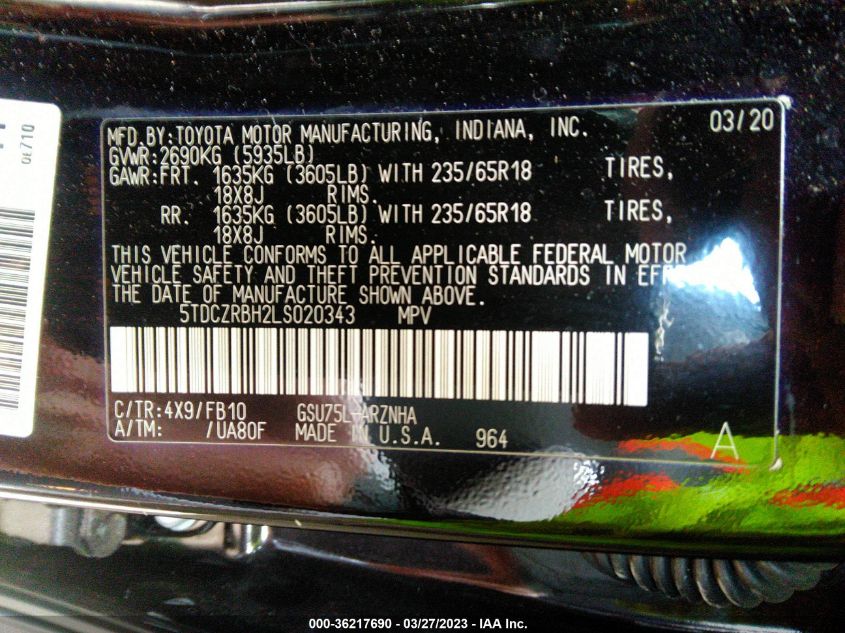 MFD.BY:TOYOTA MOTOR MANUFACTURING, INDIANA, INC. 03/20
GVWR:2690KG (5935LB)
GAWR:FRT. 1635KG (3605LB) WITH 235/65R18 TIRES,
18X8J RIMS.
RR. 1635KG (3605LB) WITH 235/65R18 TIRES,
18X8J RIMS.
THIS VEHICLE CONFORMS TO ALL APPLICABLE FEDERAL MOTOR
VEHICLE SAFETY AND THEFT PREVENTION STANDARDS IN EFFE
THE DATE OF MANUFACTURE SHOWN ABOVE.
5TDCZRBH2LS020343 MPV
C/TR:4X9/FB10 GSU75L-ARZNHA
A/TM: /UA80F MADE IN U.S.A. 964 A
0E710
000-36217690 - 03/27/2023 - IAA Inc.